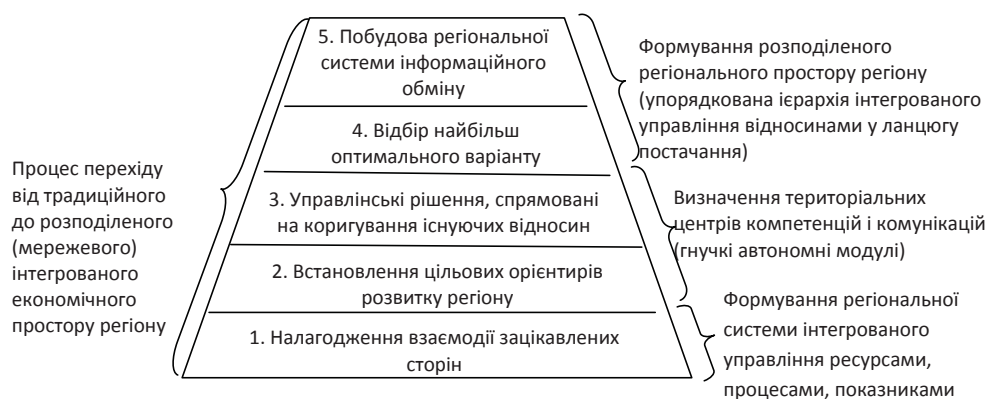 5. Побудова регіональної
системи інформаційного
обміну
4. Відбір найбільш
оптимального варіанту
3. Управлінські рішення, спрямовані
на коригування існуючих відносин
2. Встановлення цільових орієнтирів
розвитку регіону
1. Налагодження взаємодії зацікавлених
сторін
Процес перехіду
від традиційного
до розподіленого
(мережевого)
інтегрованого
економічного
простору регіону
Формування розподіленого
регіонального простору регіону
(упорядкована ієрархія інтегрованого
управління відносинами у ланцюгу
постачання)
Визначення територіальних
центрів компетенцій і комунікацій
(гнучкі автономні модулі)
Формування регіональної
системи інтегрованого
управління ресурсами,
процесами, показниками